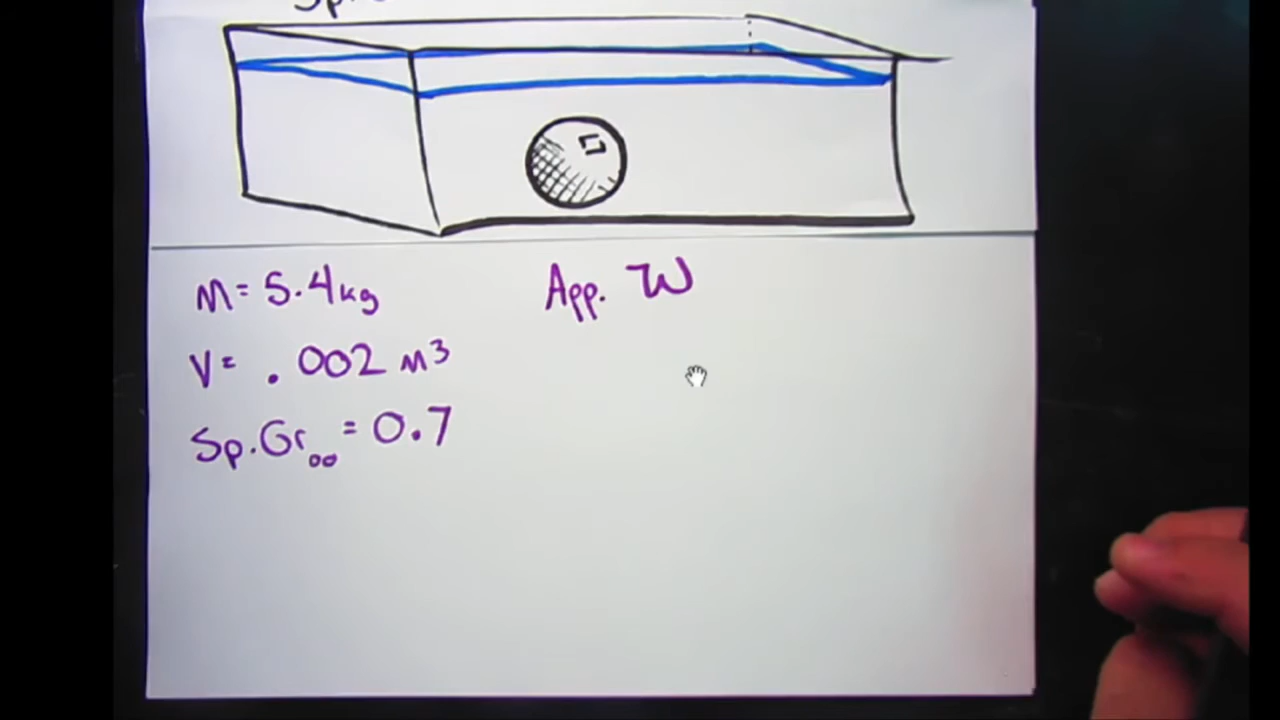 M = 5.4 kg
App. W
V = .002 m³
Sp.Gr = 0.7